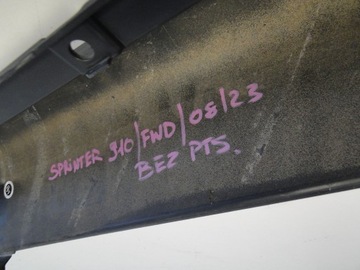 SPRINTER 910/FWD/08/23
BEZ PTS.